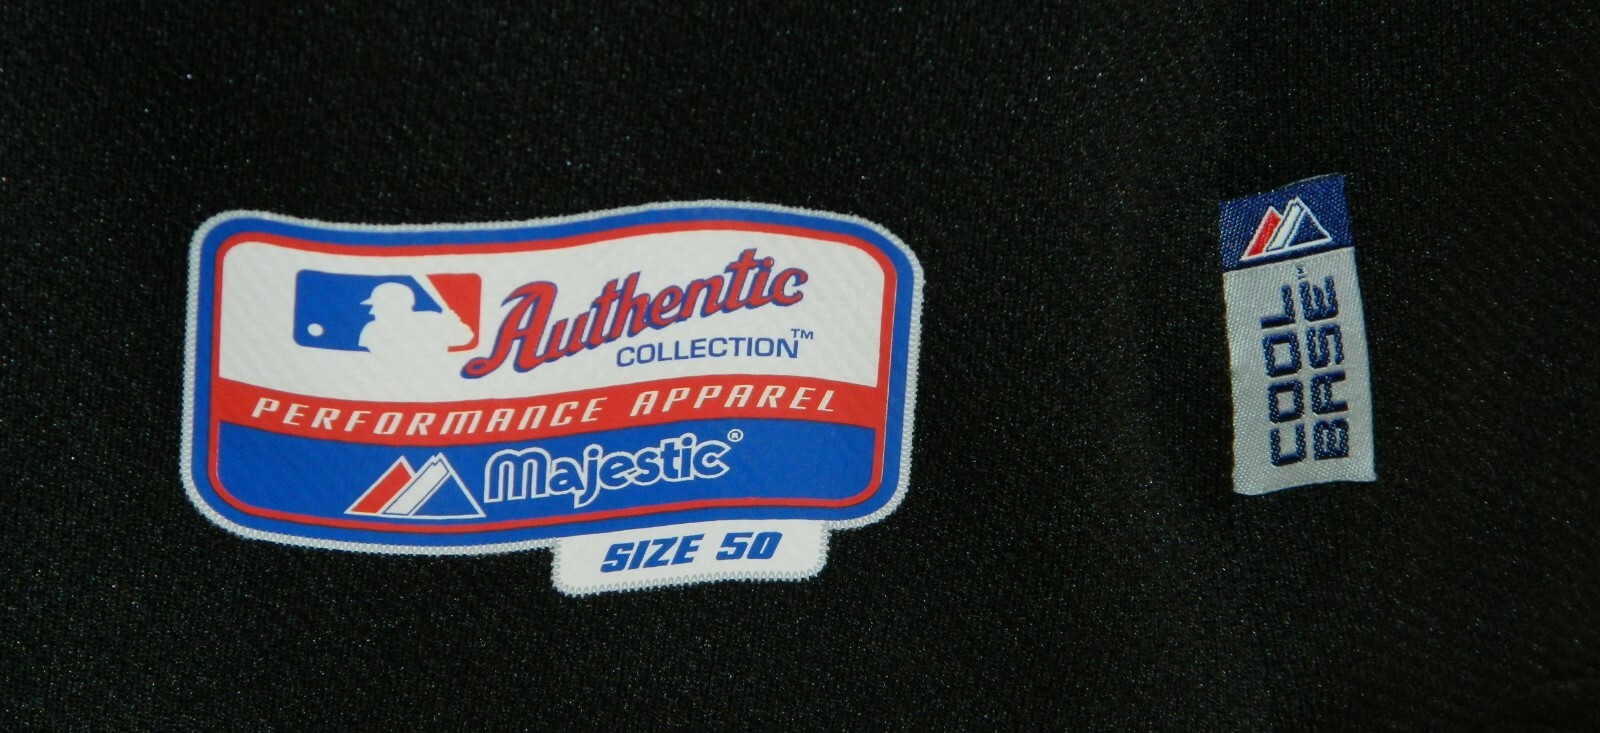 Authentic
COLLECTION™
PERFORMANCE APPAREL
Majestic®
SIZE 50
COOL
BASE™